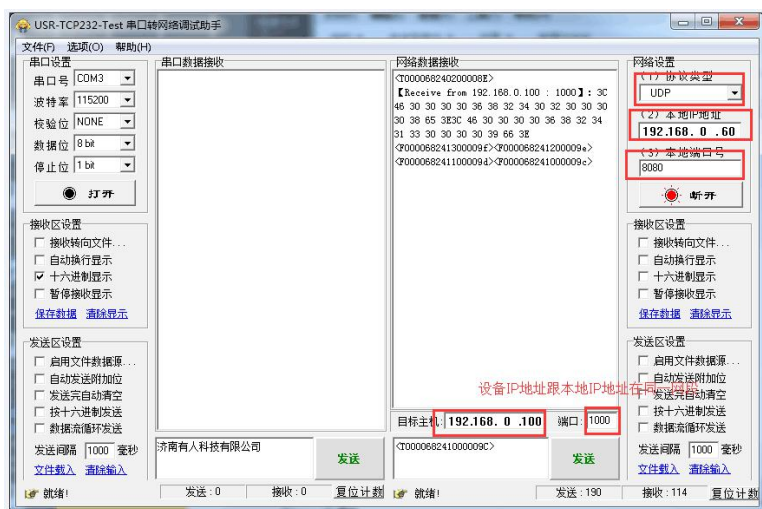 USR-TCP232-Test 串口转网络调试助手
文件(F) 选项(O) 帮助(H)
串口设置
串口号 COM3
波特率 115200
校验位 NONE
数据位 8 bit
停止位 1 bit
打开
接收区设置
接收转向文件...
自动换行显示
十六进制显示
暂停接收显示
保存数据 清除显示
发送区设置
启用文件数据源...
自动发送附加位
发送完自动清空
按十六进制发送
数据流循环发送
发送间隔 1000 毫秒
文件载入 清除输入
就绪!
串口数据接收
济南有人科技有限公司
发送
发送:0 接收:0 复位计数
网络数据接收
<T0000682402000​08E>
【Receive from 192.168.0.100 : 1000】: 3C
46 30 30 30 30 36 38 32 34 30 32 30 30 30
30 38 65 3E3C 46 30 30 30 30 36 38 32 34
31 33 30 30 30 30 39 66 3E
<F000068241300009f><F000068241200009e>
<F000068241100009d><F000068241000009c>
设备IP地址跟本地IP地址在同一网段
目标主机: 192.168. 0 .100 端口: 1000
<T000068241000009C>
发送
就绪! 发送:190 接收:114 复位计数
网络设置
(1) 协议类型
UDP
(2) 本地IP地址
192.168. 0 .60
(3) 本地端口号
8080
断开
接收区设置
接收转向文件...
自动换行显示
十六进制显示
暂停接收显示
保存数据 清除显示
发送区设置
启用文件数据源...
自动发送附加位
发送完自动清空
按十六进制发送
数据流循环发送
发送间隔 1000 毫秒
文件载入 清除输入